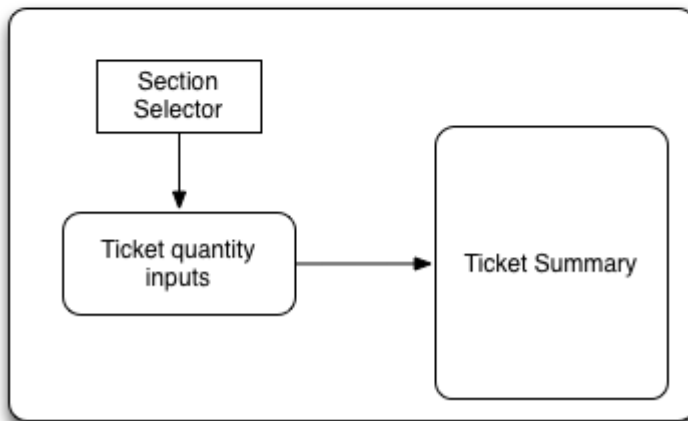 Section
Selector
Ticket quantity
inputs
Ticket Summary